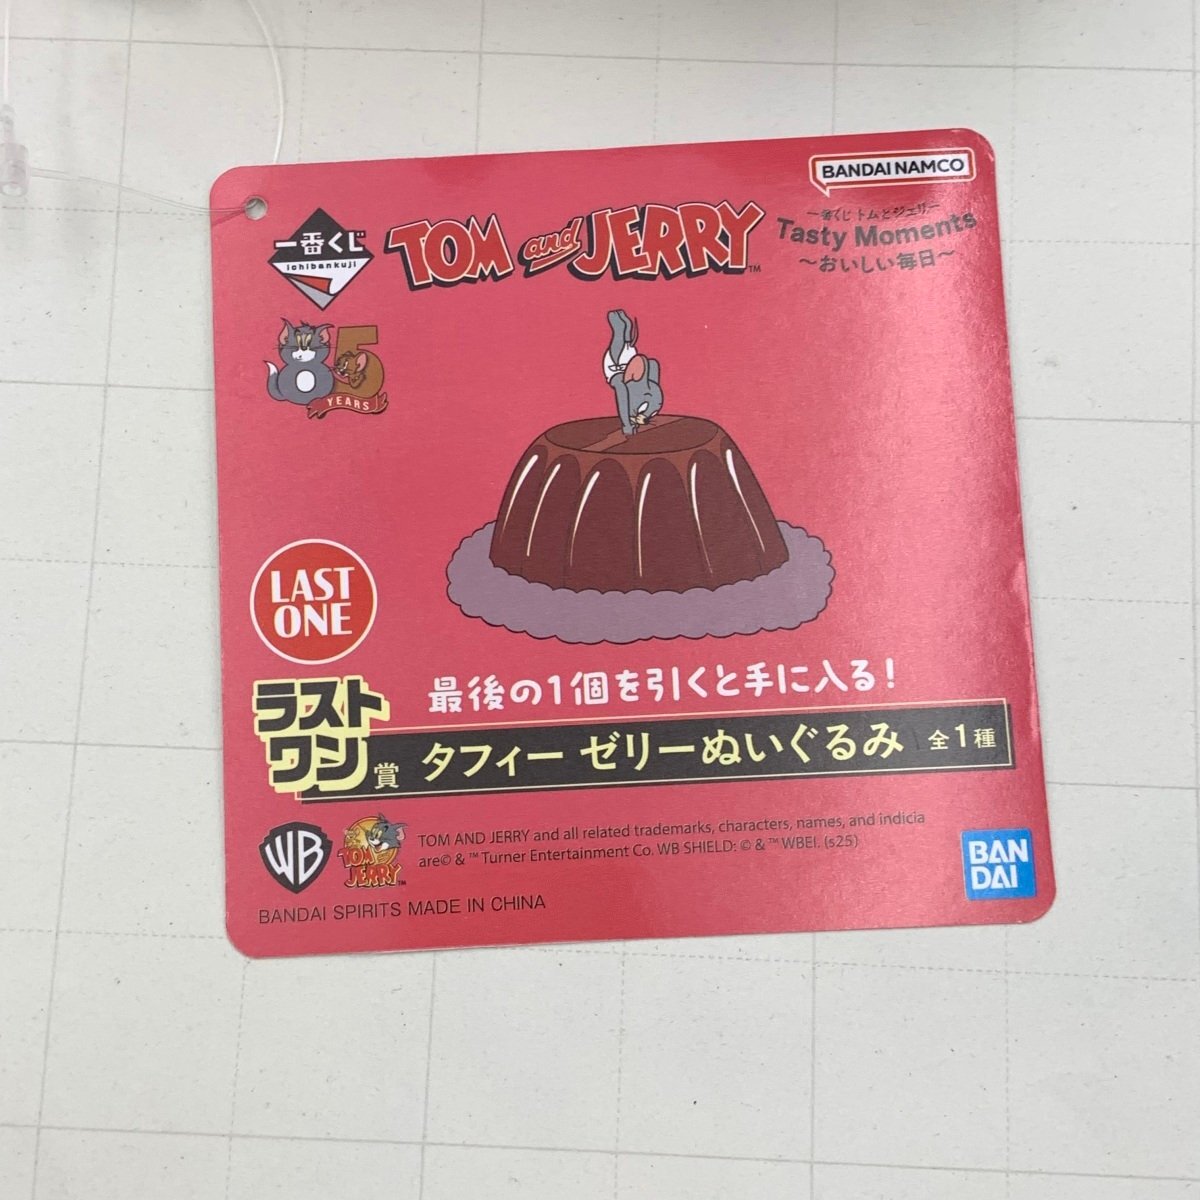 BANDAI NAMCO
一番くじ
ichibankuji
TOM and JERRY™
一番くじ トムとジェリー
Tasty Moments
～おいしい毎日～
85
YEARS
LAST
ONE
最後の1個を引くと手に入る！
ラスト
ワン賞
タフィー ゼリーぬいぐるみ 全1種
WB
TOM and JERRY™
TOM AND JERRY and all related trademarks, characters, names, and indicia
are© & ™ Turner Entertainment Co. WB SHIELD: © & ™ WBEI. (s25)
BAN
DAI
BANDAI SPIRITS MADE IN CHINA